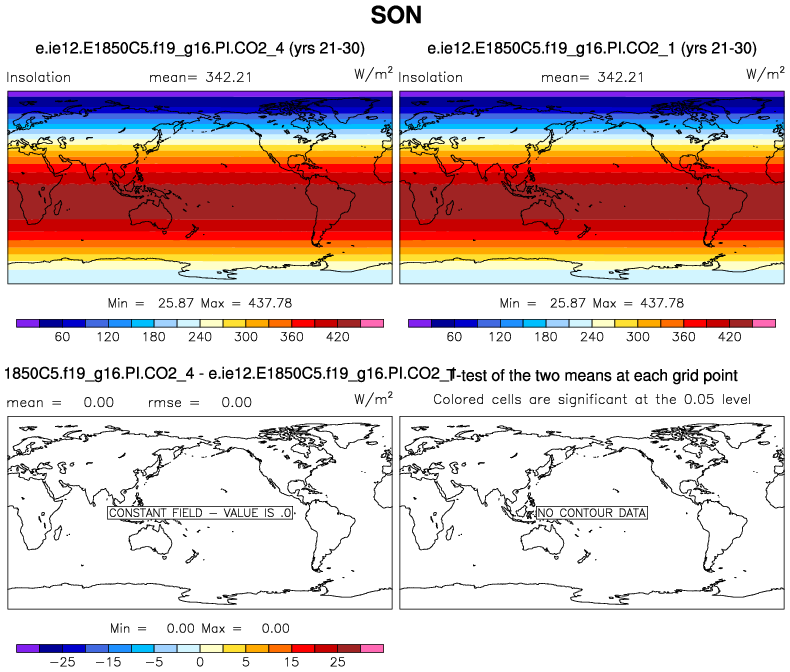 SON
e.ie12.E1850C5.f19_g16.PI.CO2_4 (yrs 21-30)
e.ie12.E1850C5.f19_g16.PI.CO2_1 (yrs 21-30)
Insolation mean= 342.21 W/m²
Insolation mean= 342.21 W/m²
Min = 25.87 Max = 437.78
Min = 25.87 Max = 437.78
60 120 180 240 300 360 420
60 120 180 240 300 360 420
1850C5.f19_g16.PI.CO2_4 - e.ie12.E1850C5.f19_g16.PI.CO2_1
T-test of the two means at each grid point
mean = 0.00 rmse = 0.00 W/m²
Colored cells are significant at the 0.05 level
CONSTANT FIELD - VALUE IS .0
NO CONTOUR DATA
Min = 0.00 Max = 0.00
-25 -15 -5 0 5 15 25